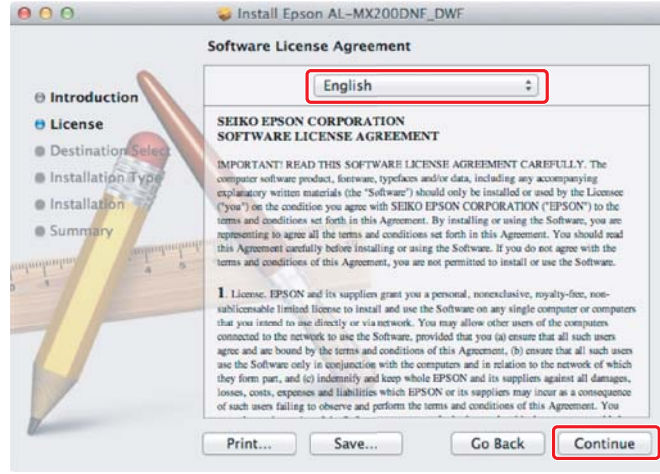 Install Epson AL-MX200DNF_DWF
Software License Agreement
Introduction
License
Destination Select
Installation Type
Installation
Summary
English
SEIKO EPSON CORPORATION
SOFTWARE LICENSE AGREEMENT
IMPORTANT! READ THIS SOFTWARE LICENSE AGREEMENT CAREFULLY. The
computer software product, fontware, typefaces and/or data, including any accompanying
explanatory written materials (the "Software") should only be installed or used by the Licensee
("you") on the condition you agree with SEIKO EPSON CORPORATION ("EPSON") to the
terms and conditions set forth in this Agreement. By installing or using the Software, you are
representing to agree all the terms and conditions set forth in this Agreement. You should read
this Agreement carefully before installing or using the Software. If you do not agree with the
terms and conditions of this Agreement, you are not permitted to install or use the Software.
1. License. EPSON and its suppliers grant you a personal, nonexclusive, royalty-free, non-
sublicensable limited license to install and use the Software on any single computer or computers
that you intend to use directly or via network. You may allow other users of the computers
connected to the network to use the Software, provided that you (a) ensure that all such users
agree and are bound by the terms and conditions of this Agreement, (b) ensure that all such users
use the Software only in conjunction with the computers and in relation to the network of which
they form part, and (c) indemnify and keep whole EPSON and its suppliers against all damages,
losses, costs, expenses and liabilities which EPSON or its suppliers may incur as a consequence
of such users failing to observe and perform the terms and conditions of this Agreement. You
Print...
Save...
Go Back
Continue